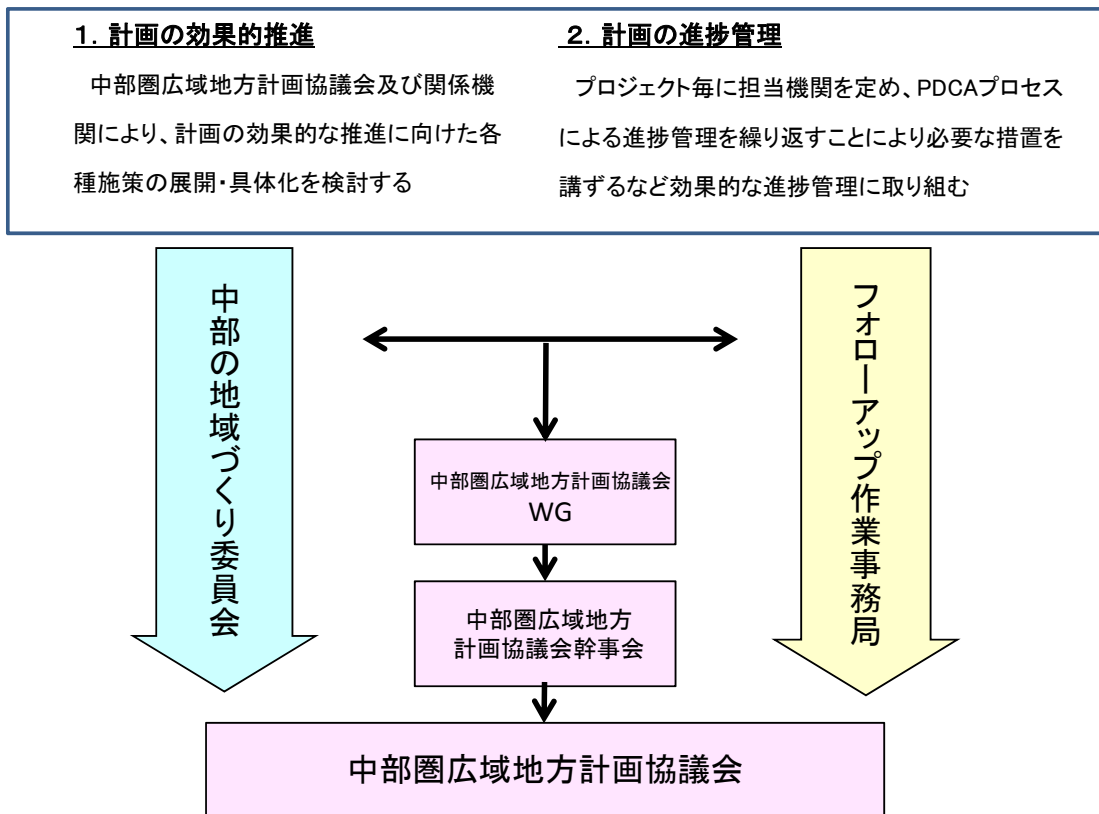 １．計画の効果的推進
中部圏広域地方計画協議会及び関係機
関により、計画の効果的な推進に向けた各
種施策の展開・具体化を検討する
２．計画の進捗管理
プロジェクト毎に担当機関を定め、PDCAプロセス
による進捗管理を繰り返すことにより必要な措置を
講ずるなど効果的な進捗管理に取り組む
中部の地域づくり委員会
フォローアップ作業事務局
中部圏広域地方計画協議会
WG
中部圏広域地方
計画協議会幹事会
中部圏広域地方計画協議会